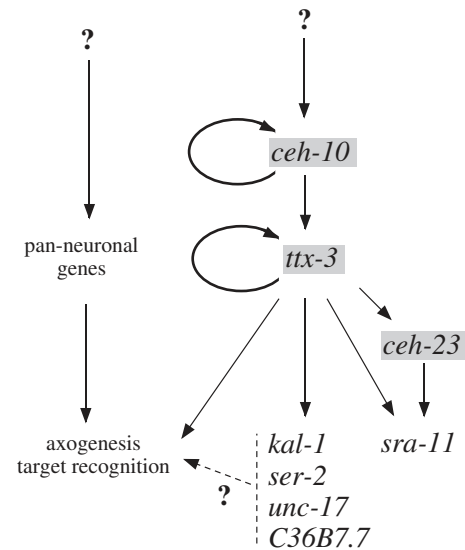 ?
?
ceh-10
pan-neuronal
genes
ttx-3
ceh-23
axogenesis
target recognition
kal-1
ser-2
unc-17
C36B7.7
sra-11
?